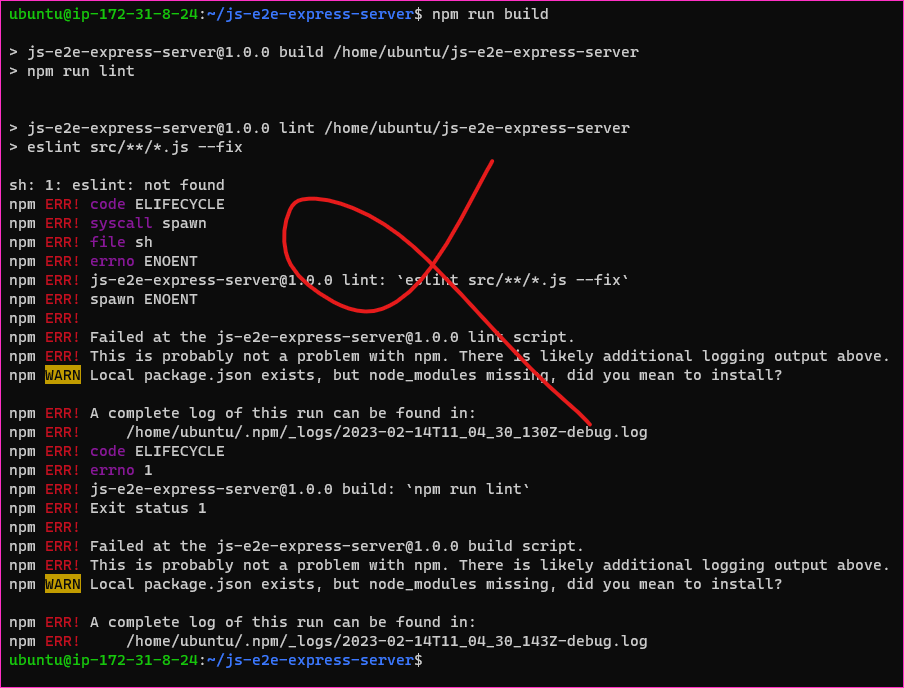 ubuntu@ip-172-31-8-24:~/js-e2e-express-server$ npm run build
> js-e2e-express-server@1.0.0 build /home/ubuntu/js-e2e-express-server
> npm run lint
> js-e2e-express-server@1.0.0 lint /home/ubuntu/js-e2e-express-server
> eslint src/**/*.js --fix
sh: 1: eslint: not found
npm ERR! code ELIFECYCLE
npm ERR! syscall spawn
npm ERR! file sh
npm ERR! errno ENOENT
npm ERR! js-e2e-express-server@1.0.0 lint: `eslint src/**/*.js --fix`
npm ERR! spawn ENOENT
npm ERR!
npm ERR! Failed at the js-e2e-express-server@1.0.0 lint script.
npm ERR! This is probably not a problem with npm. There is likely additional logging output above.
npm WARN Local package.json exists, but node_modules missing, did you mean to install?
npm ERR! A complete log of this run can be found in:
npm ERR!     /home/ubuntu/.npm/_logs/2023-02-14T11_04_30_130Z-debug.log
npm ERR! code ELIFECYCLE
npm ERR! errno 1
npm ERR! js-e2e-express-server@1.0.0 build: `npm run lint`
npm ERR! Exit status 1
npm ERR!
npm ERR! Failed at the js-e2e-express-server@1.0.0 build script.
npm ERR! This is probably not a problem with npm. There is likely additional logging output above.
npm WARN Local package.json exists, but node_modules missing, did you mean to install?
npm ERR! A complete log of this run can be found in:
npm ERR!     /home/ubuntu/.npm/_logs/2023-02-14T11_04_30_143Z-debug.log
ubuntu@ip-172-31-8-24:~/js-e2e-express-server$